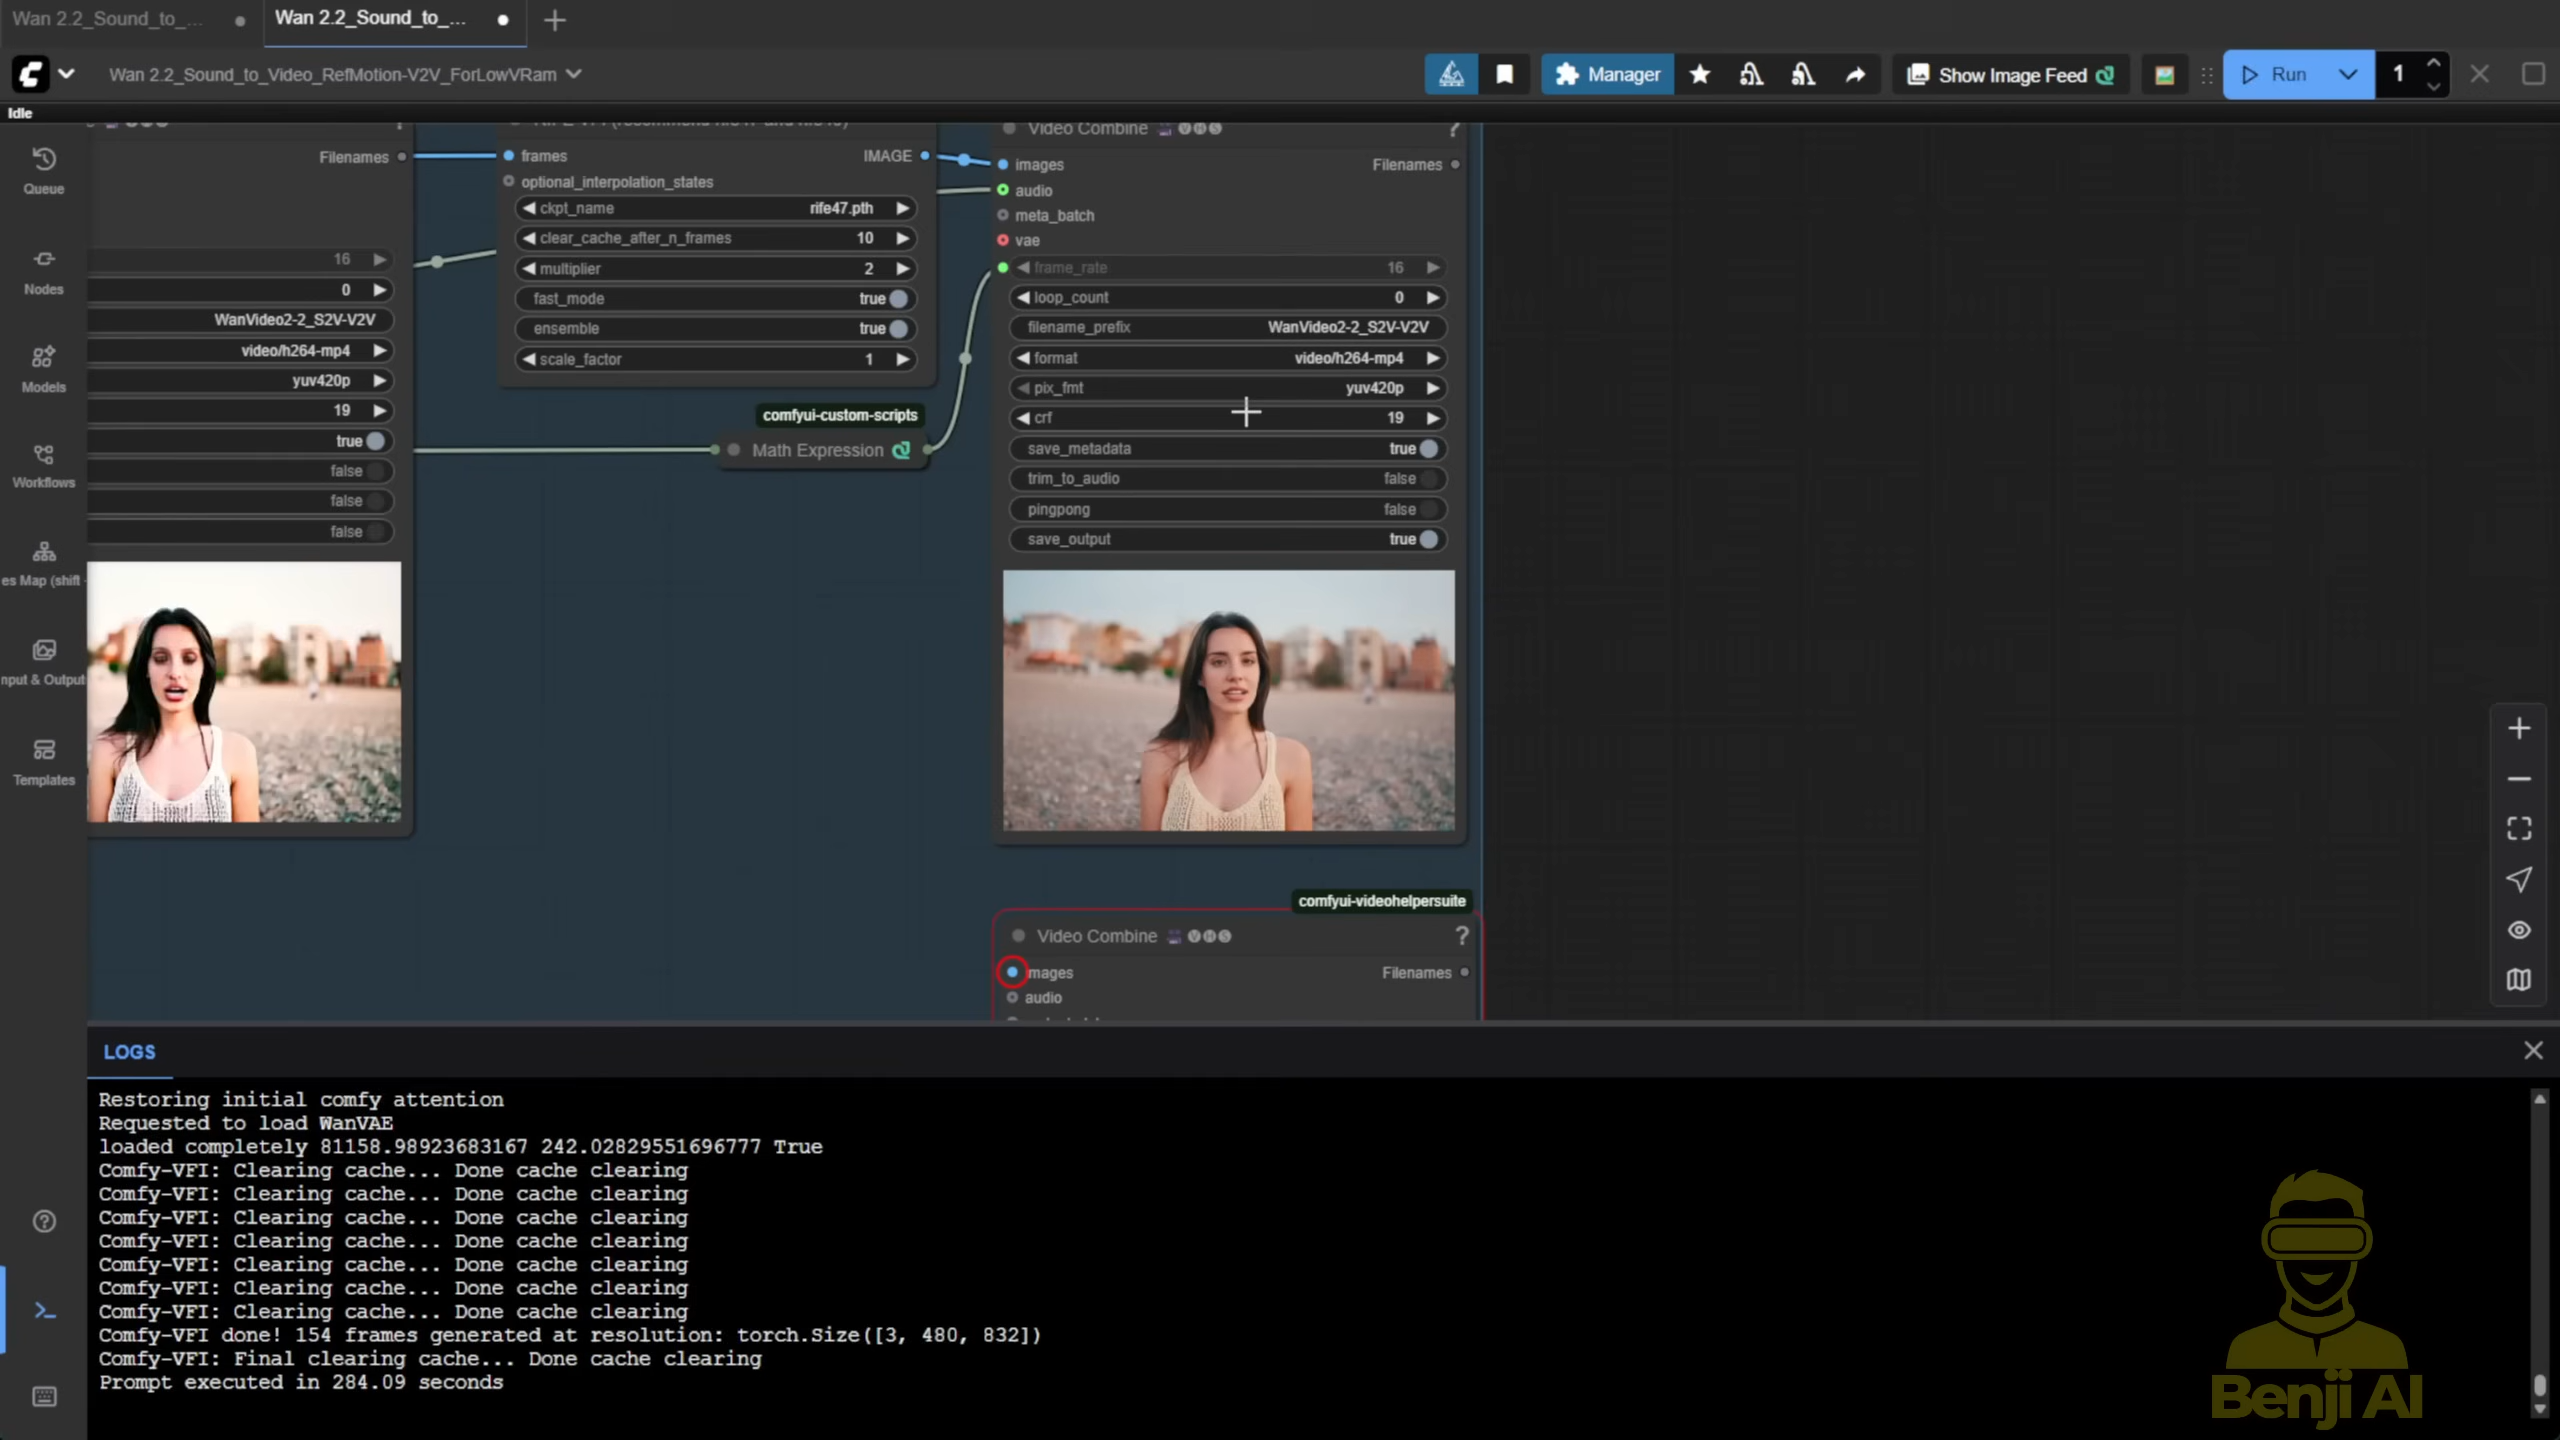 Wan 2.2_Sound_to_...
Wan 2.2_Sound_to_...
Wan 2.2_Sound_to_Video_RefMotion-V2V_ForLowVRam
Manager
Show Image Feed
Run
1
Idle
Queue
Nodes
Models
Workflows
es Map (shift
nput & Output
Templates
Filenames
16
0
WanVideo2-2_S2V-V2V
video/h264-mp4
yuv420p
19
true
false
false
false
frames
IMAGE
optional_interpolation_states
ckpt_name
rife47.pth
clear_cache_after_n_frames
10
multiplier
2
fast_mode
true
ensemble
true
scale_factor
1
comfyui-custom-scripts
Math Expression
Video Combine VHS
?
images
Filenames
audio
meta_batch
vae
frame_rate
16
loop_count
0
filename_prefix
WanVideo2-2_S2V-V2V
format
video/h264-mp4
pix_fmt
yuv420p
crf
19
save_metadata
true
trim_to_audio
false
pingpong
false
save_output
true
comfyui-videohelpersuite
Video Combine VHS
?
mages
Filenames
audio
LOGS
Restoring initial comfy attention
Requested to load WanVAE
loaded completely 81158.98923683167 242.02829551696777 True
Comfy-VFI: Clearing cache... Done cache clearing
Comfy-VFI: Clearing cache... Done cache clearing
Comfy-VFI: Clearing cache... Done cache clearing
Comfy-VFI: Clearing cache... Done cache clearing
Comfy-VFI: Clearing cache... Done cache clearing
Comfy-VFI: Clearing cache... Done cache clearing
Comfy-VFI: Clearing cache... Done cache clearing
Comfy-VFI done! 154 frames generated at resolution: torch.Size([3, 480, 832])
Comfy-VFI: Final clearing cache... Done cache clearing
Prompt executed in 284.09 seconds
Benji AI